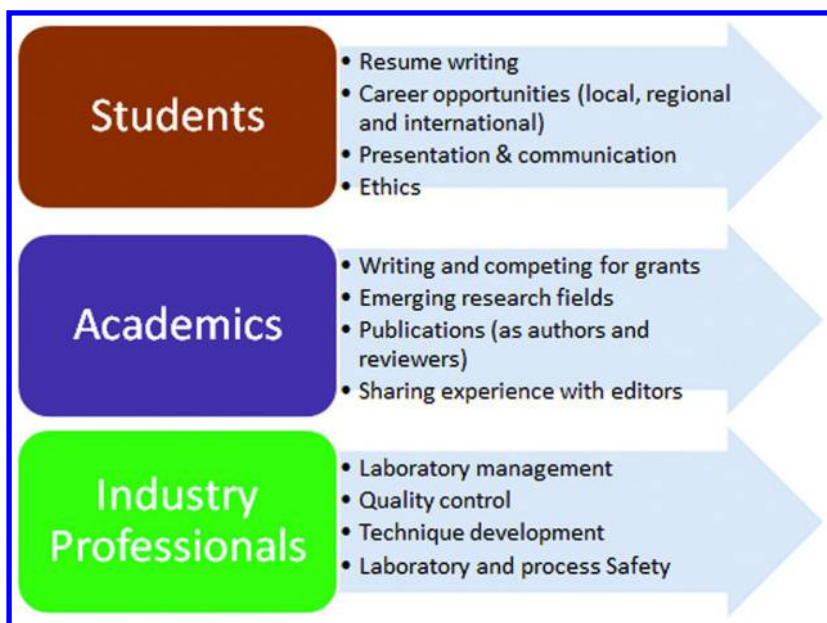 Students
• Resume writing
• Career opportunities (local, regional
and international)
• Presentation & communication
• Ethics
Academics
• Writing and competing for grants
• Emerging research fields
• Publications (as authors and
reviewers)
• Sharing experience with editors
Industry
Professionals
• Laboratory management
• Quality control
• Technique development
• Laboratory and process Safety